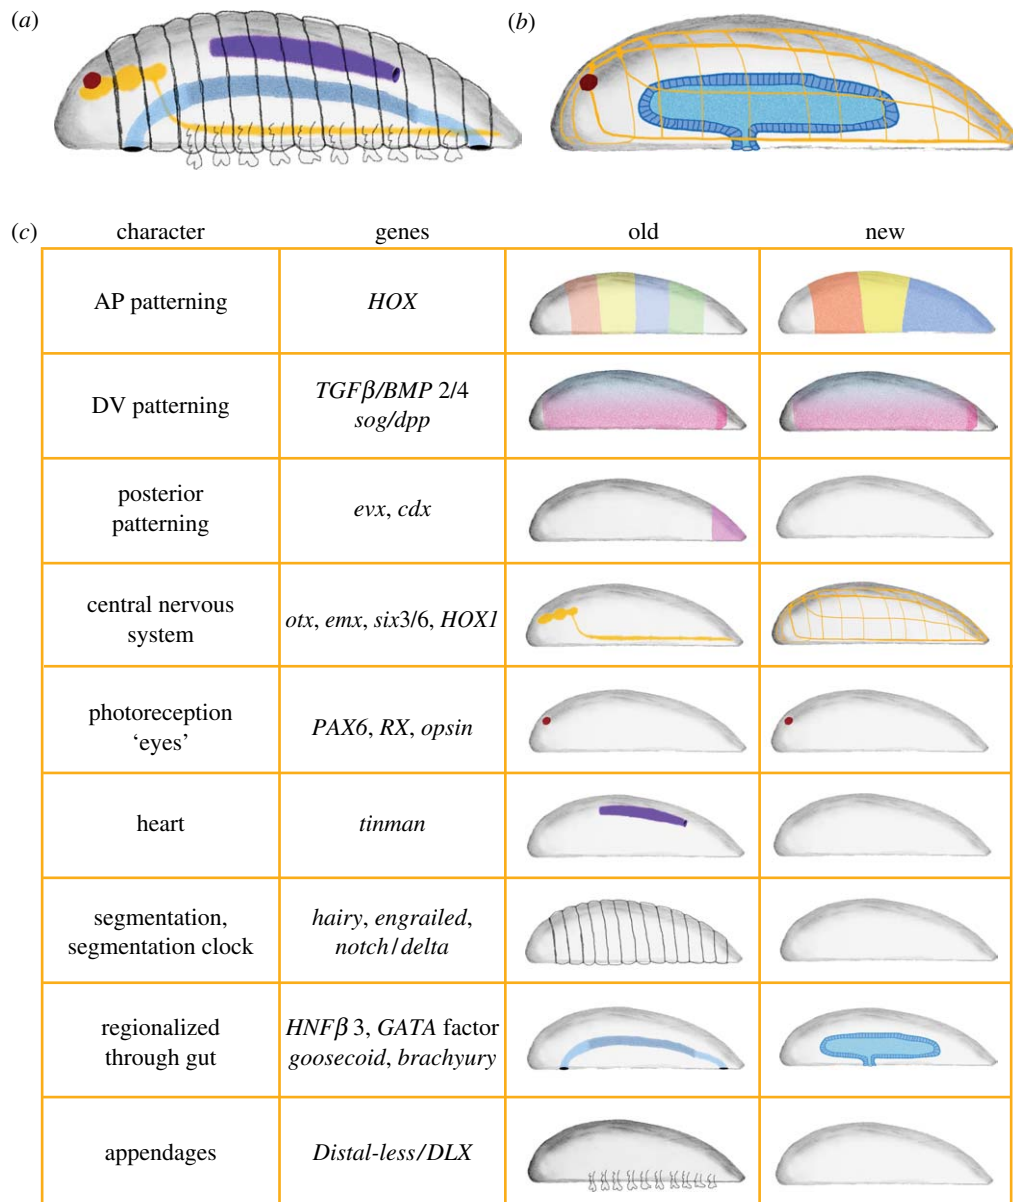 (a)
(b)
(c)
character genes old new
AP patterning HOX
DV patterning TGFβ/BMP 2/4
sog/dpp
posterior
patterning
evx, cdx
central nervous
system
otx, emx, six3/6, HOX1
photoreception
‘eyes’
PAX6, RX, opsin
heart tinman
segmentation,
segmentation clock
hairy, engrailed,
notch/delta
regionalized
through gut
HNFβ 3, GATA factor
goosecoid, brachyury
appendages Distal-less/DLX